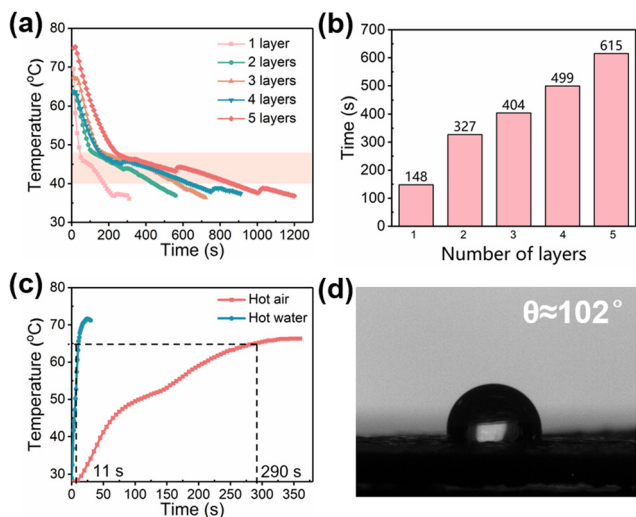 (a)
1 layer
2 layers
3 layers
4 layers
5 layers
80
70
60
50
40
30
Temperature (°C)
0 200 400 600 800 1000 1200
Time (s)
(b)
700
600
500
400
300
200
100
0
Time (s)
148
327
404
499
615
1 2 3 4 5
Number of layers
(c)
Hot air
Hot water
80
70
60
50
40
30
Temperature (°C)
11 s
290 s
0 50 100 150 200 250 300 350
Time (s)
(d)
θ≈102°